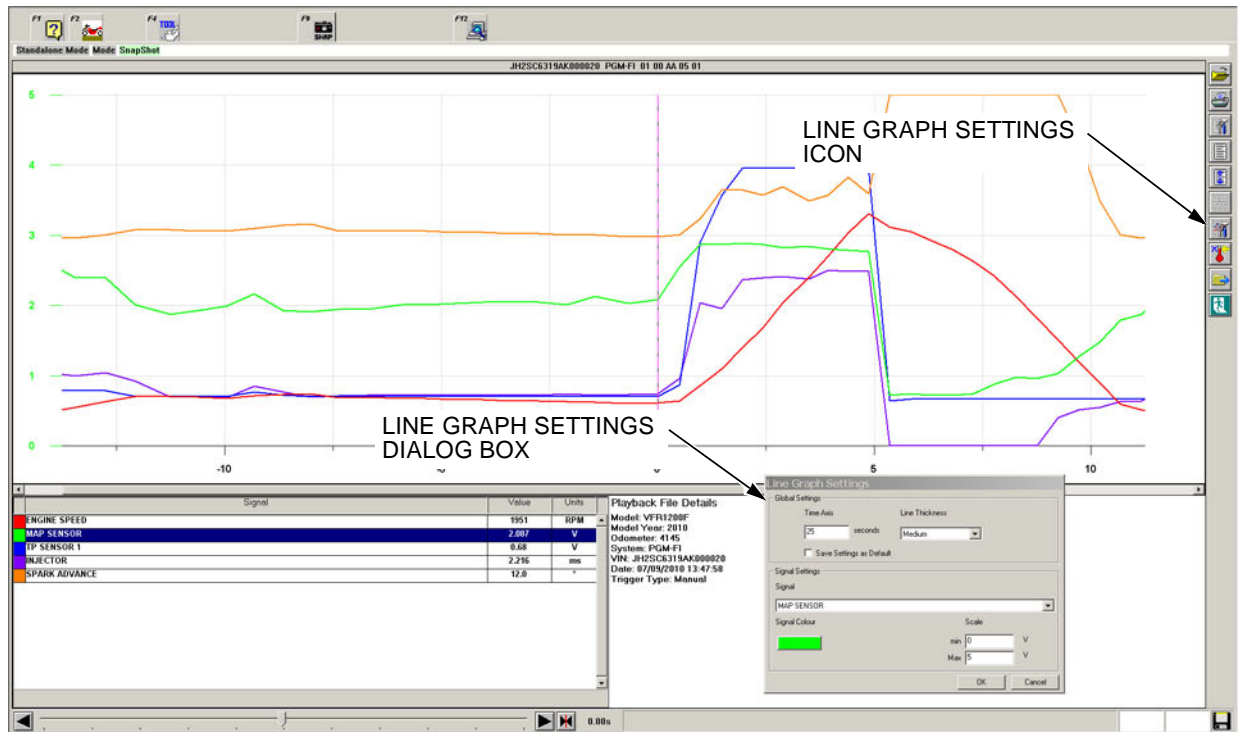 F1 F2 F4 TOOL F9 SNAP F12
Standalone Mode Mode SnapShot
JH2SC6319AK000020 PGM-FI 01 00 AA 05 01
5
4
3
2
1
0
-10
5
10
LINE GRAPH SETTINGS
ICON
LINE GRAPH SETTINGS
DIALOG BOX
Signal Value Units
ENGINE SPEED 1951 RPM
MAP SENSOR 2.087 V
TP SENSOR 1 0.68 V
INJECTOR 2.216 ms
SPARK ADVANCE 12.0 °
Playback File Details
Model: VFR1200F
Model Year: 2010
Odometer: 4145
System: PGM-FI
VIN: JH2SC6319AK000020
Date: 07/09/2010 13:47:58
Trigger Type: Manual
Line Graph Settings
Global Settings
Time Axis Line Thickness
25 seconds Medium
Save Settings as Default
Signal Settings
Signal
MAP SENSOR
Signal Colour Scale
min 0 V
Max 5 V
OK Cancel
0.00s